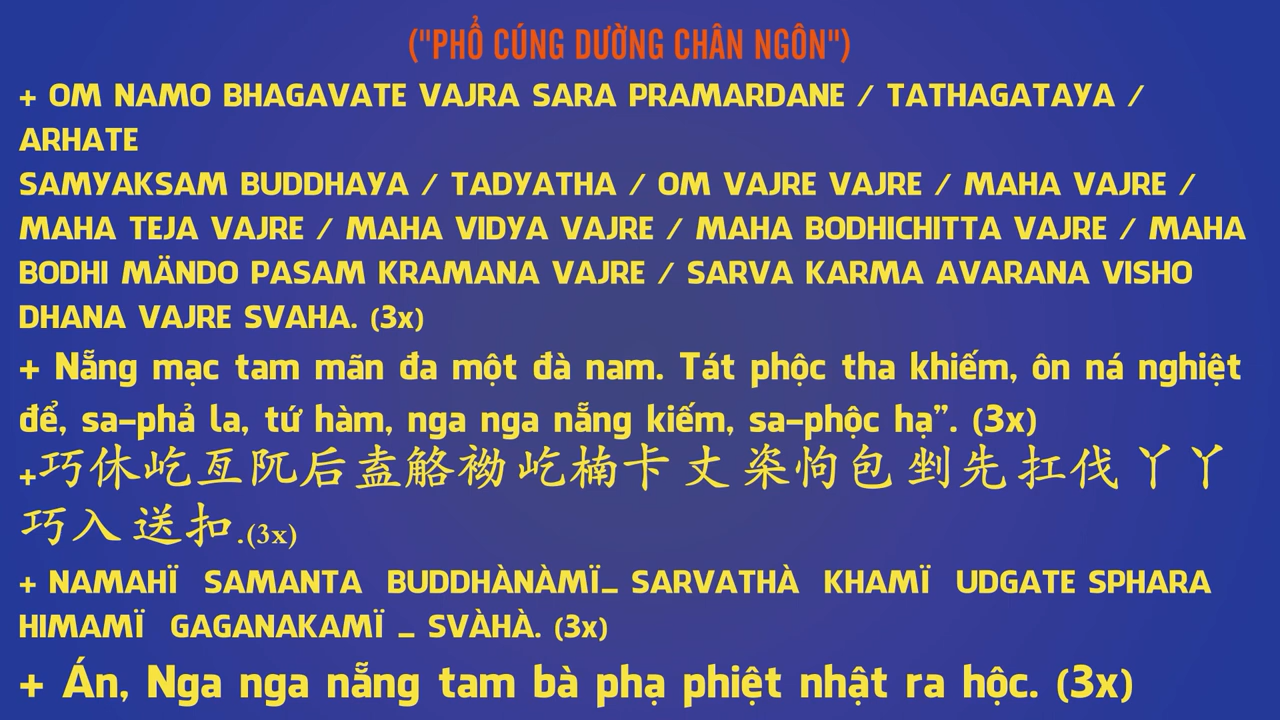 ("PHỔ CÚNG DƯỜNG CHÂN NGÔN")
+ OM NAMO BHAGAVATE VAJRA SARA PRAMARDANE / TATHAGATAYA /
ARHATE
SAMYAKSAM BUDDHAYA / TADYATHA / OM VAJRE VAJRE / MAHA VAJRE /
MAHA TEJA VAJRE / MAHA VIDYA VAJRE / MAHA BODHICHITTA VAJRE / MAHA
BODHI MÄNDO PASAM KRAMANA VAJRE / SARVA KARMA AVARANA VISHO
DHANA VAJRE SVAHA. (3x)
+ Nẵng mạc tam mãn đa một đà nam. Tát phộc tha khiếm, ôn ná nghiệt
để, sa-phả la, tứ hàm, nga nga nẵng kiếm, sa-phộc hạ”. (3x)
+巧休屹亙阢后盍觡袎屹楠卡丈姿怐包剉先扛伐丫丫
巧入送扣.(3x)
+ NAMAHÏ SAMANTA BUDDHÀNÀMÏ_ SARVATHÀ KHAMÏ UDGATE SPHARA
HIMAMÏ GAGANAKAMÏ _ SVÀHÀ. (3x)
+ Án, Nga nga nẵng tam bà phạ phiệt nhật ra hộc. (3x)